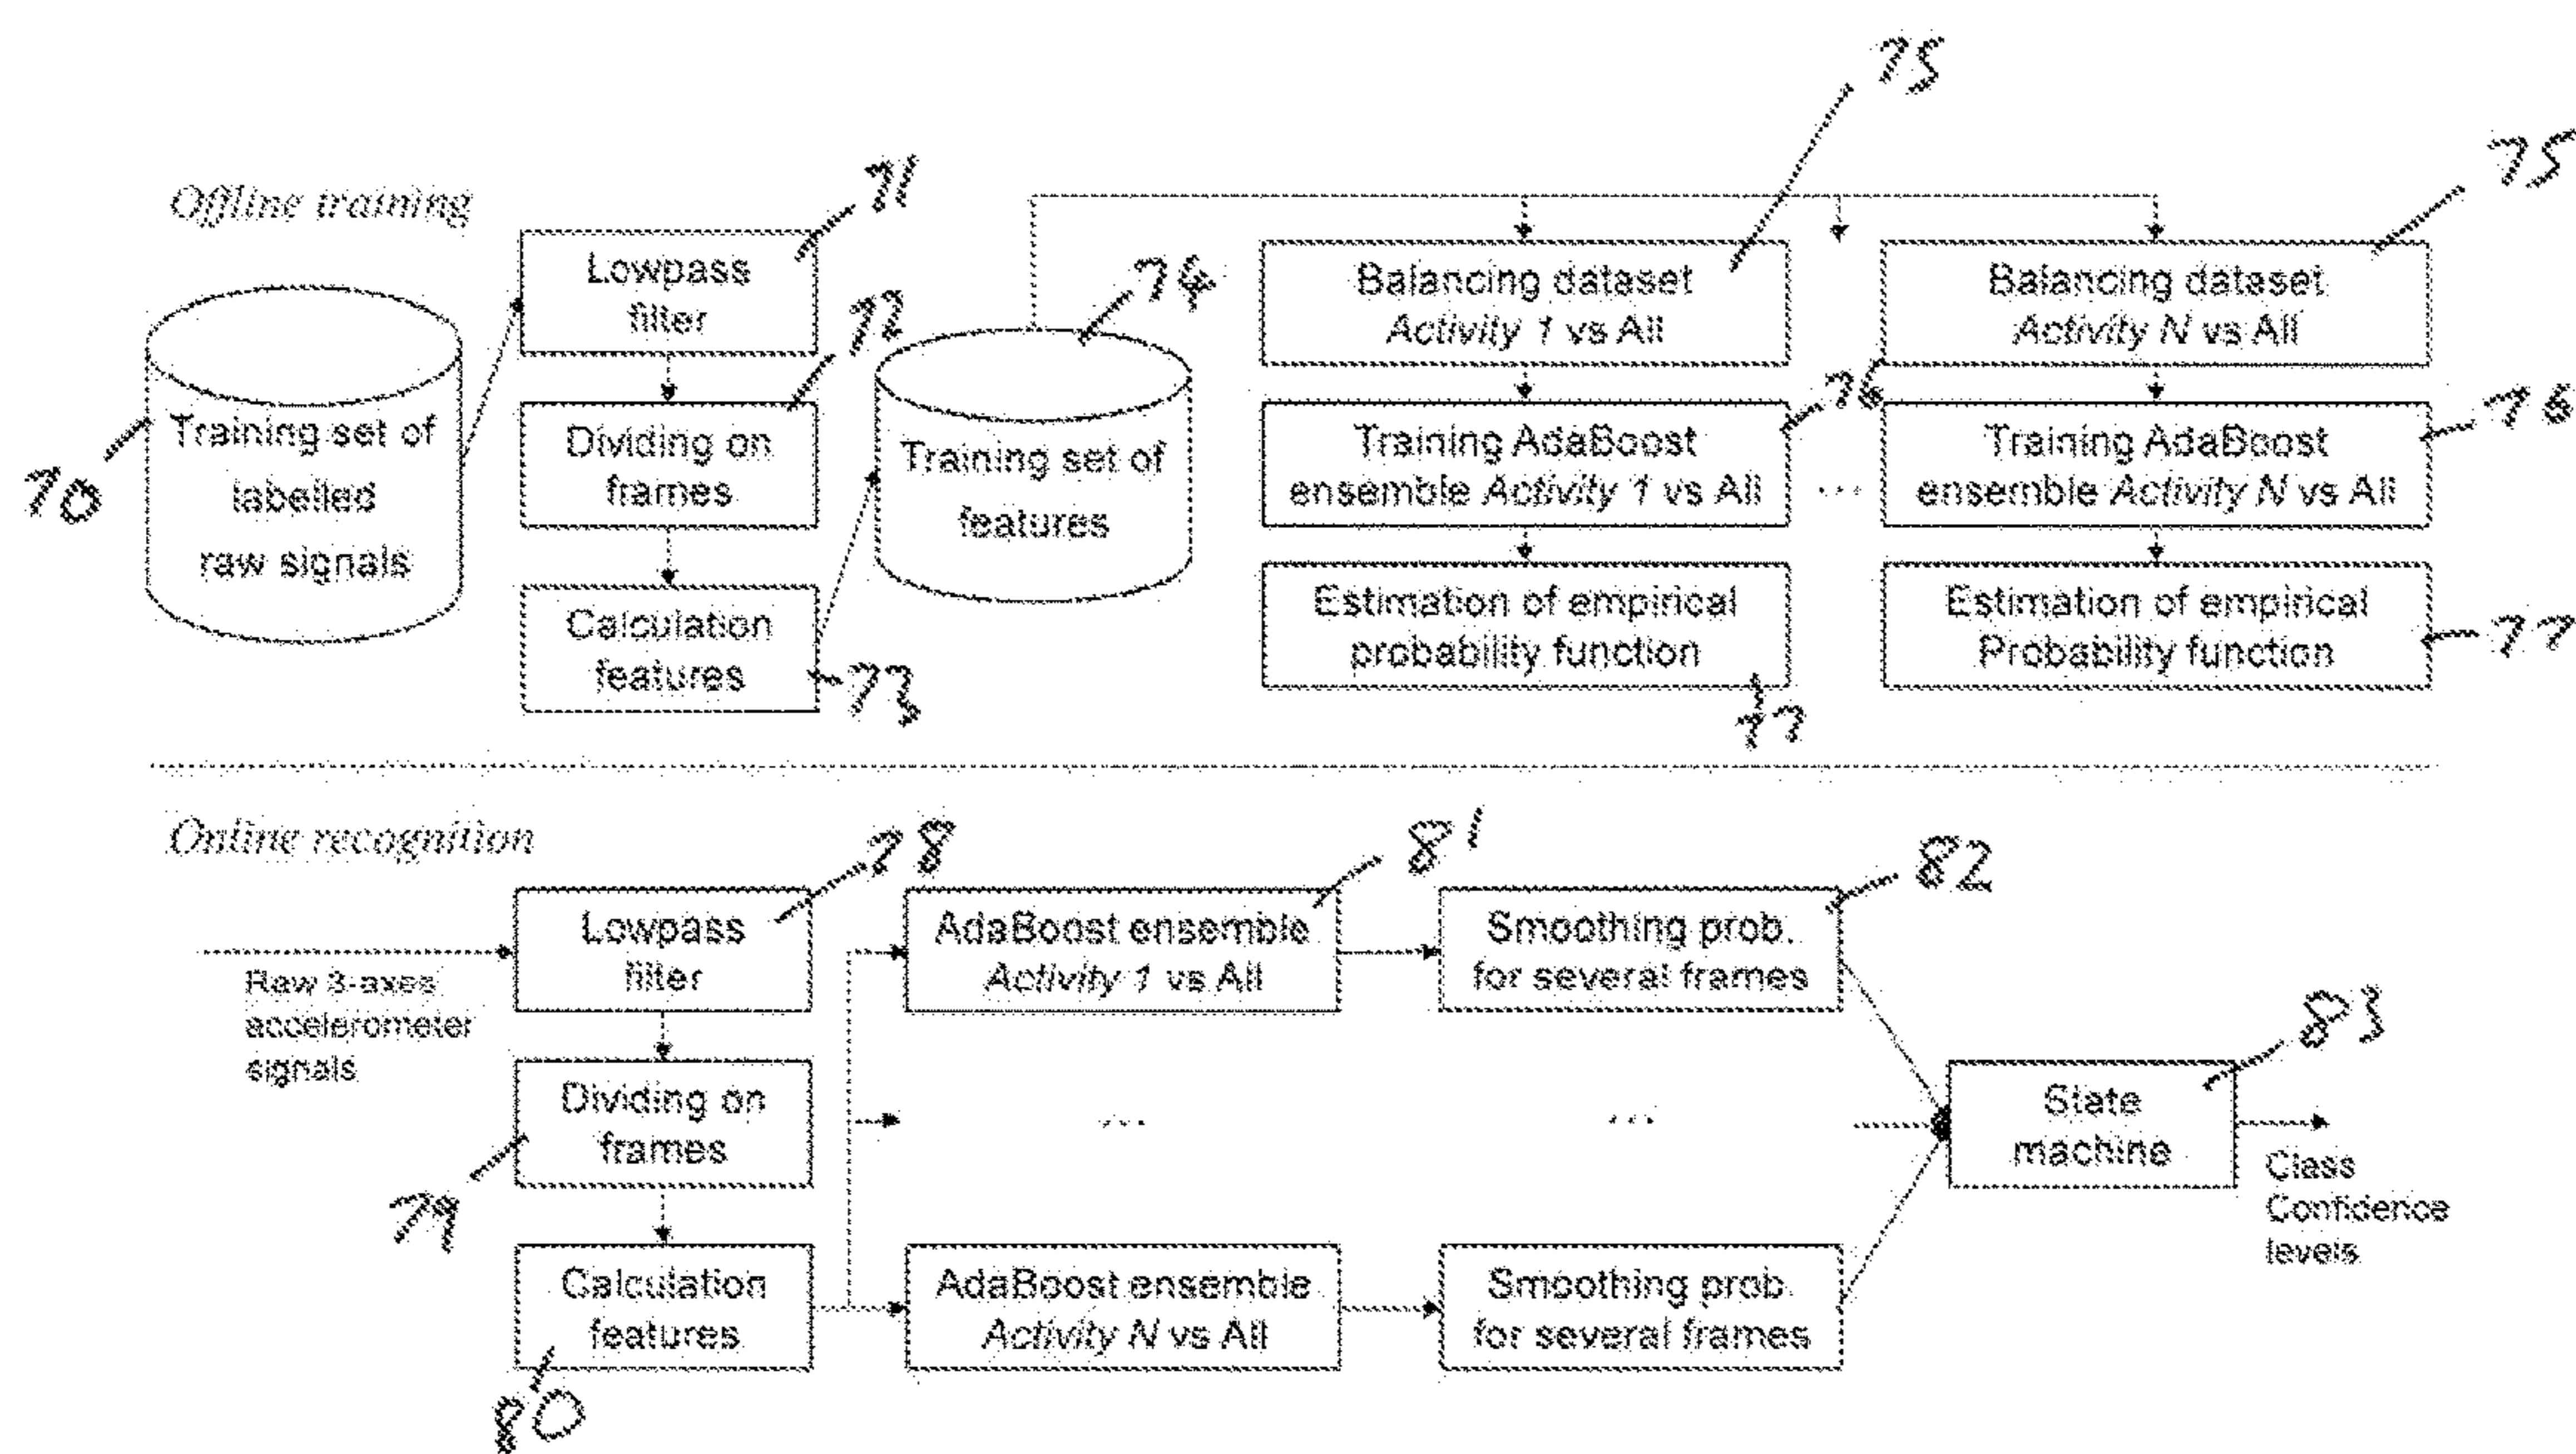 Offline training
70
Training set of
labelled
raw signals
71
Lowpass
filter
72
Dividing on
frames
Calculation
features
73
74
Training set of
features
75
Balancing dataset
Activity 1 vs All
76
Training AdaBoost
ensemble Activity 1 vs All
Estimation of empirical
probability function
77
...
75
Balancing dataset
Activity N vs All
76
Training AdaBoost
ensemble Activity N vs All
Estimation of empirical
Probability function
77
Online recognition
Raw 3-axes
accelerometer
signals
78
Lowpass
filter
Dividing on
frames
79
Calculation
features
80
81
AdaBoost ensemble
Activity 1 vs All
...
AdaBoost ensemble
Activity N vs All
82
Smoothing prob.
for several frames
...
Smoothing prob.
for several frames
83
State
machine
Class
Confidence
levels